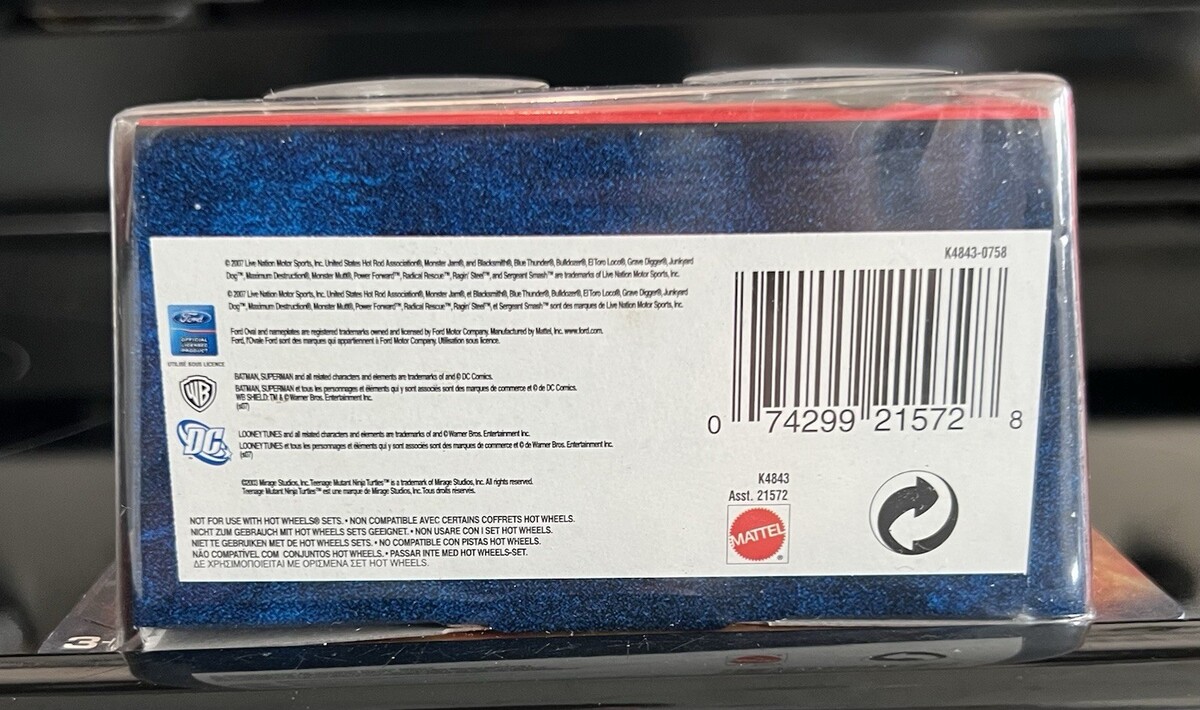 K4843-0758
© 2007 Live Nation Motor Sports, Inc. United States Hot Rod Association®, Monster Jam®, and Blacksmith®, Blue Thunder®, Bulldozer®, El Toro Loco®, Grave Digger®, Junkyard
Dog™, Maximum Destruction®, Monster Mutt®, Power Forward™, Radical Rescue™, Ragin' Steel™, and Sergeant Smash™ are trademarks of Live Nation Motor Sports, Inc.
© 2007 Live Nation Motor Sports, Inc. United States Hot Rod Association®, Monster Jam®, et Blacksmith®, Blue Thunder®, Bulldozer®, El Toro Loco®, Grave Digger®, Junkyard
Dog™, Maximum Destruction®, Monster Mutt®, Power Forward™, Radical Rescue™, Ragin' Steel™, et Sergeant Smash™ sont des marques de Live Nation Motor Sports, Inc.
Ford
OFFICIAL
LICENSED
PRODUCT
UTILISÉ SOUS LICENCE
Ford Oval and nameplates are registered trademarks owned and licensed by Ford Motor Company. Manufactured by Mattel, Inc. www.ford.com.
Ford, l'Ovale Ford sont des marques qui appartiennent à Ford Motor Company. Utilisation sous licence.
WB
BATMAN, SUPERMAN and all related characters and elements are trademarks of and © DC Comics.
BATMAN, SUPERMAN et tous les personnages et éléments qui y sont associés sont des marques de commerce et © de DC Comics.
WB SHIELD: TM & © Warner Bros. Entertainment Inc.
(s07)
DC
LOONEY TUNES and all related characters and elements are trademarks of and © Warner Bros. Entertainment Inc.
LOONEY TUNES et tous les personnages et éléments qui y sont associés sont des marques de commerce et © de Warner Bros. Entertainment Inc.
(s07)
©2003 Mirage Studios, Inc. Teenage Mutant Ninja Turtles™ is a trademark of Mirage Studios, Inc. All rights reserved.
Teenage Mutant Ninja Turtles™ est une marque de Mirage Studios, Inc. Tous droits réservés.
NOT FOR USE WITH HOT WHEELS® SETS. • NON COMPATIBLE AVEC CERTAINS COFFRETS HOT WHEELS.
NICHT ZUM GEBRAUCH MIT HOT WHEELS SETS GEEIGNET. • NON USARE CON I SET HOT WHEELS.
NIET TE GEBRUIKEN MET DE HOT WHEELS SETS. • NO COMPATIBLE CON PISTAS HOT WHEELS.
NÃO COMPATÍVEL COM CONJUNTOS HOT WHEELS. • PASSAR INTE MED HOT WHEELS-SET.
ΔΕ ΧΡΗΣΙΜΟΠΟΙΕΙΤΑΙ ΜΕ ΟΡΙΣΜΕΝΑ ΣΕΤ HOT WHEELS.
0 74299 21572 8
K4843
Asst. 21572
MATTEL®
3+